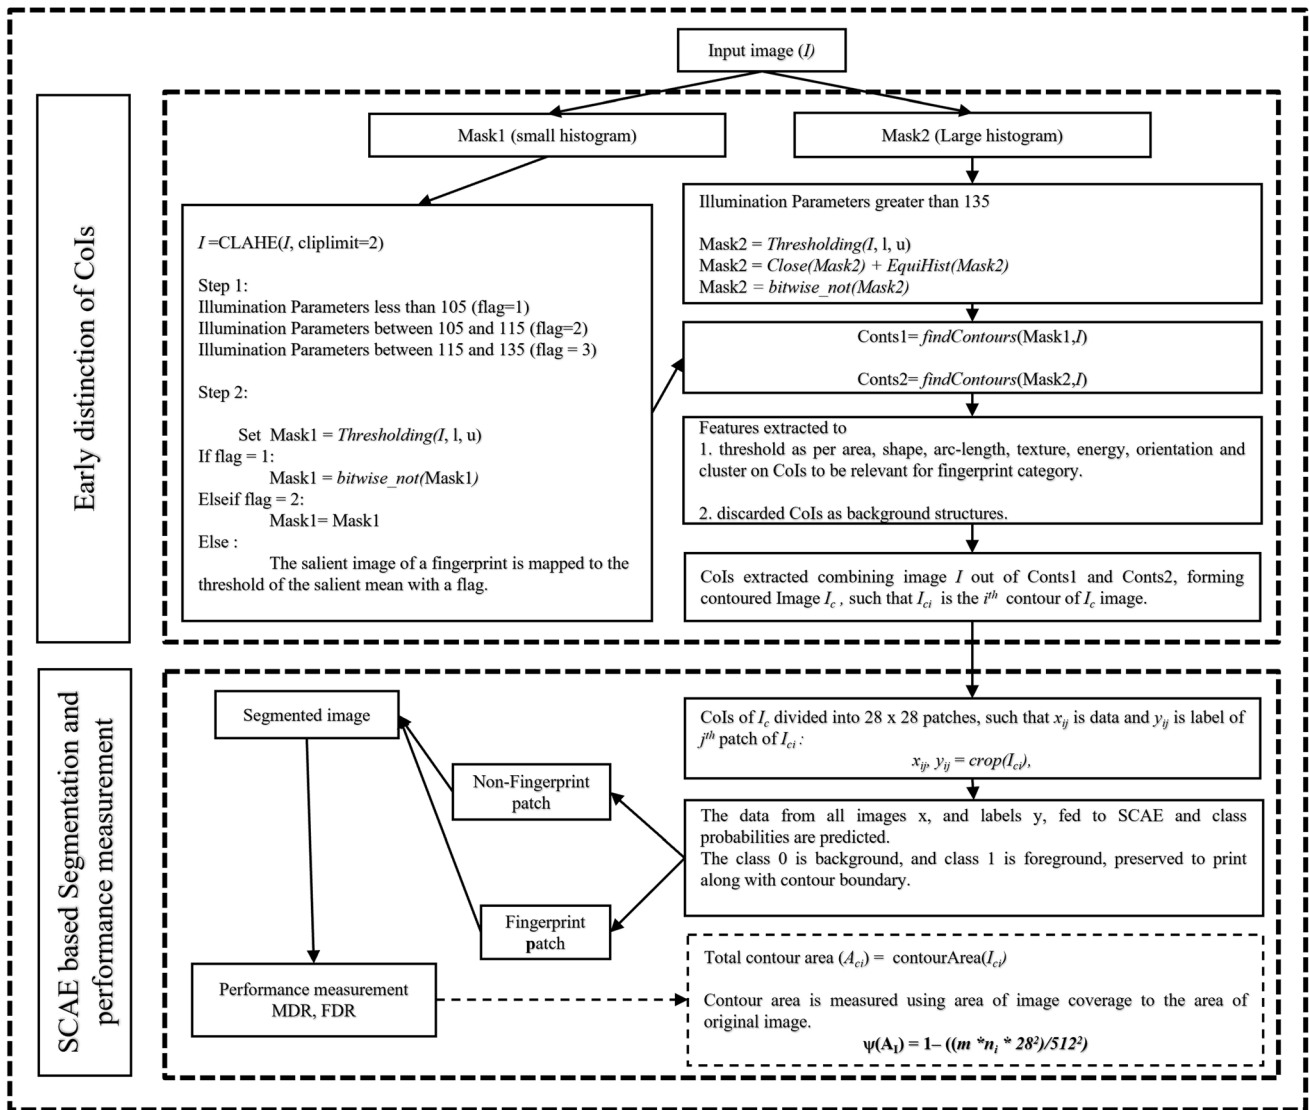 Input image (I)
Early distinction of CoIs
Mask1 (small histogram)
Mask2 (Large histogram)
I =CLAHE(I, cliplimit=2)
Step 1:
Illumination Parameters less than 105 (flag=1)
Illumination Parameters between 105 and 115 (flag=2)
Illumination Parameters between 115 and 135 (flag = 3)
Step 2:
Set Mask1 = Thresholding(I, l, u)
If flag = 1:
Mask1 = bitwise_not(Mask1)
Elseif flag = 2:
Mask1= Mask1
Else :
The salient image of a fingerprint is mapped to the
threshold of the salient mean with a flag.
Illumination Parameters greater than 135
Mask2 = Thresholding(I, l, u)
Mask2 = Close(Mask2) + EquiHist(Mask2)
Mask2 = bitwise_not(Mask2)
Conts1= findContours(Mask1,I)
Conts2= findContours(Mask2,I)
Features extracted to
1. threshold as per area, shape, arc-length, texture, energy, orientation and
cluster on CoIs to be relevant for fingerprint category.
2. discarded CoIs as background structures.
CoIs extracted combining image I out of Conts1 and Conts2, forming
contoured Image Ic , such that Ici is the ith contour of Ic image.
SCAE based Segmentation and
performance measurement
CoIs of Ic divided into 28 x 28 patches, such that xij is data and yij is label of
jth patch of Ici :
xij, yij = crop(Ici),
The data from all images x, and labels y, fed to SCAE and class
probabilities are predicted.
The class 0 is background, and class 1 is foreground, preserved to print
along with contour boundary.
Non-Fingerprint
patch
Fingerprint
patch
Segmented image
Performance measurement
MDR, FDR
Total contour area (Aci) = contourArea(Ici)
Contour area is measured using area of image coverage to the area of
original image.
ψ(AI) = 1– ((m *ni * 28²)/512²)